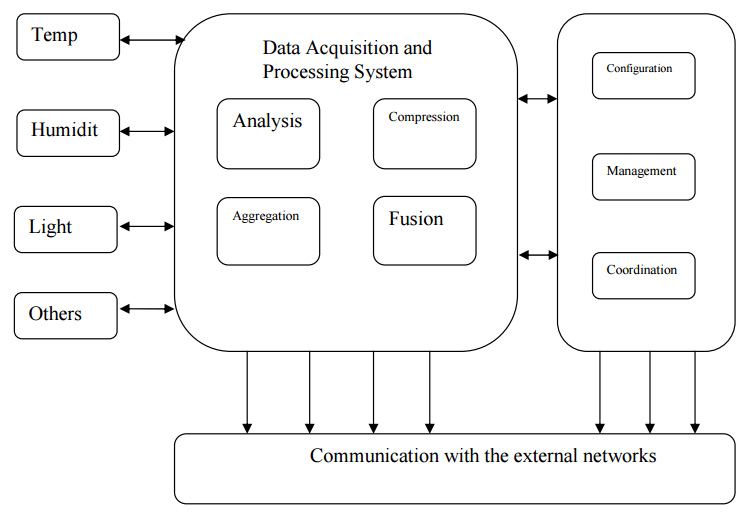 Temp
Humidit
Light
Others
Data Acquisition and
Processing System
Analysis
Compression
Aggregation
Fusion
Configuration
Management
Coordination
Communication with the external networks